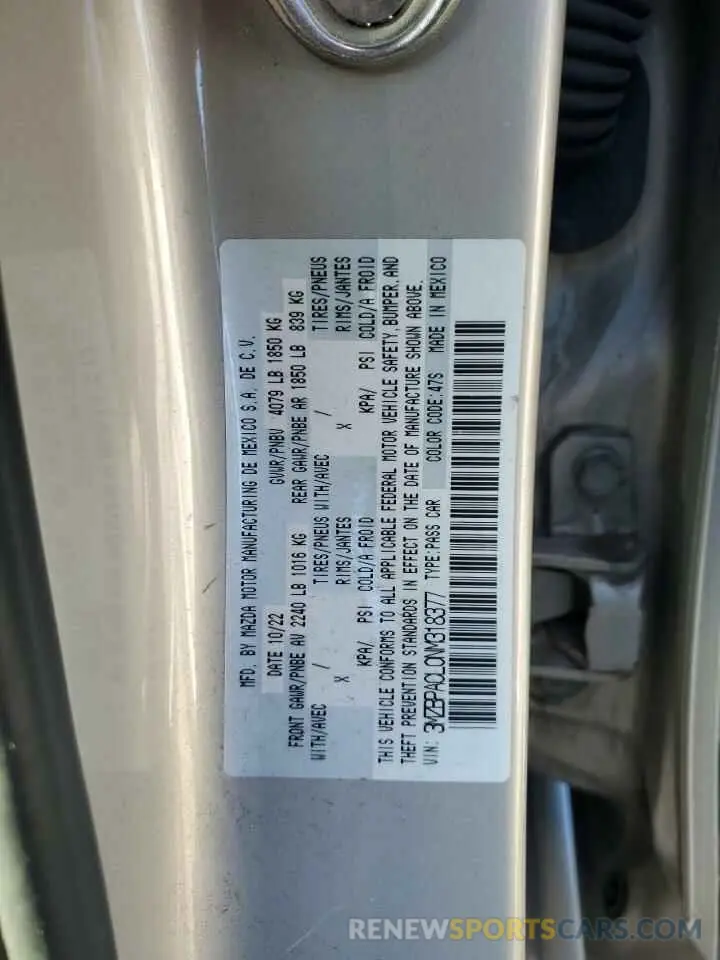 MFD. BY MAZDA MOTOR MANUFACTURING DE MEXICO S.A. DE C.V.
DATE 10/22 GVWR/PNBV 4079 LB 1850 KG
FRONT GAWR/PNBE AV 2240 LB 1016 KG REAR GAWR/PNBE AR 1850 LB 839 KG
WITH/AVEC / TIRES/PNEUS WITH/AVEC / TIRES/PNEUS
X RIMS/JANTES X RIMS/JANTES
KPA/ PSI COLD/A FROID KPA/ PSI COLD/A FROID
THIS VEHICLE CONFORMS TO ALL APPLICABLE FEDERAL MOTOR VEHICLE SAFETY, BUMPER, AND
THEFT PREVENTION STANDARDS IN EFFECT ON THE DATE OF MANUFACTURE SHOWN ABOVE.
VIN: 3MZBPACL0NM318377 TYPE:PASS CAR COLOR CODE:47S MADE IN MEXICO
RENEWSPORTSCARS.COM